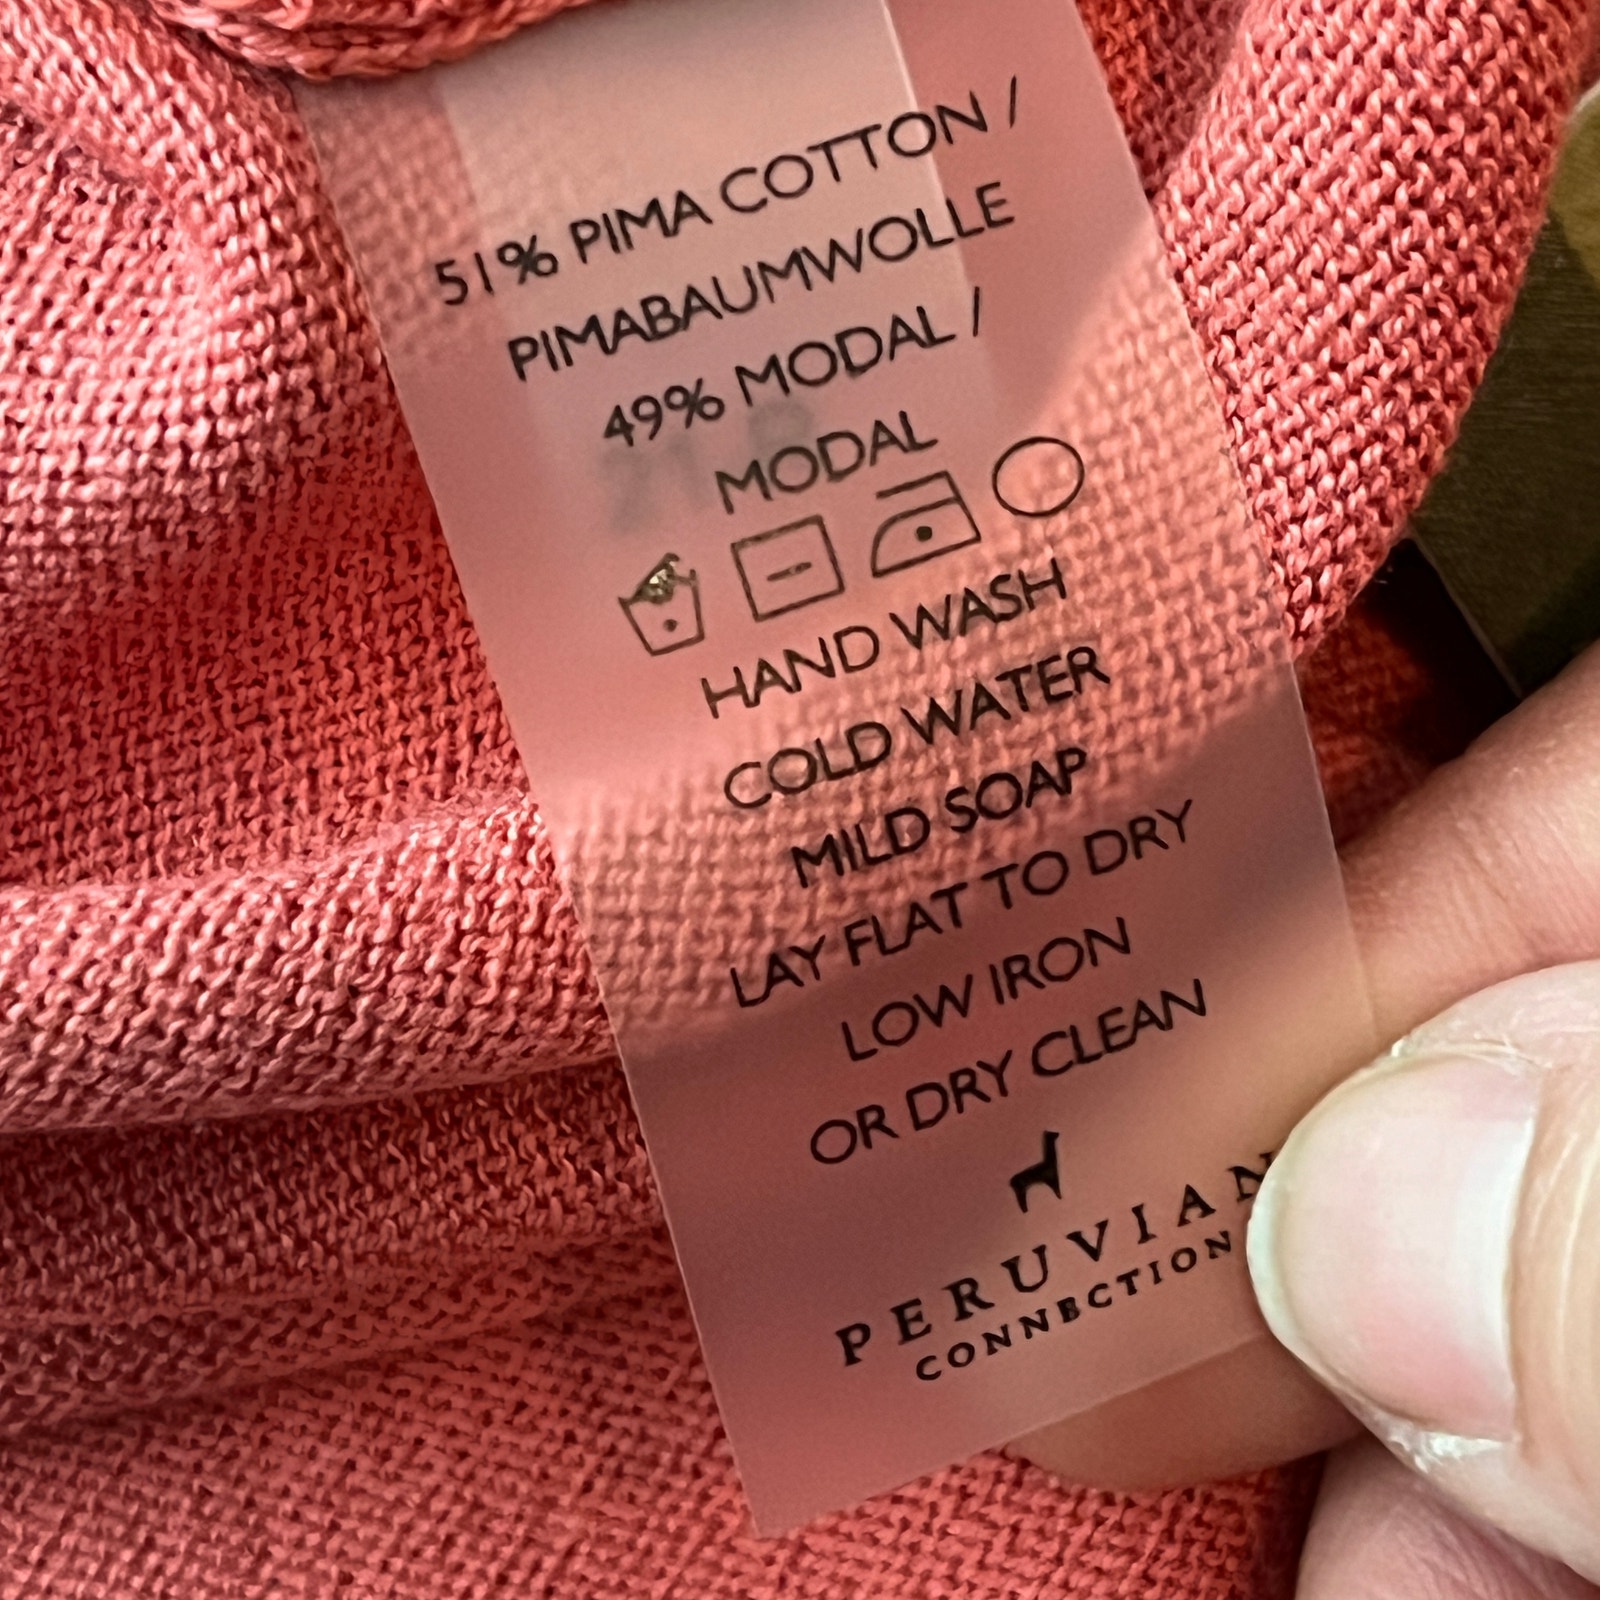 51% PIMA COTTON /
PIMABAUMWOLLE
49% MODAL /
MODAL
HAND WASH
COLD WATER
MILD SOAP
LAY FLAT TO DRY
LOW IRON
OR DRY CLEAN
PERUVIAN
CONNECTION